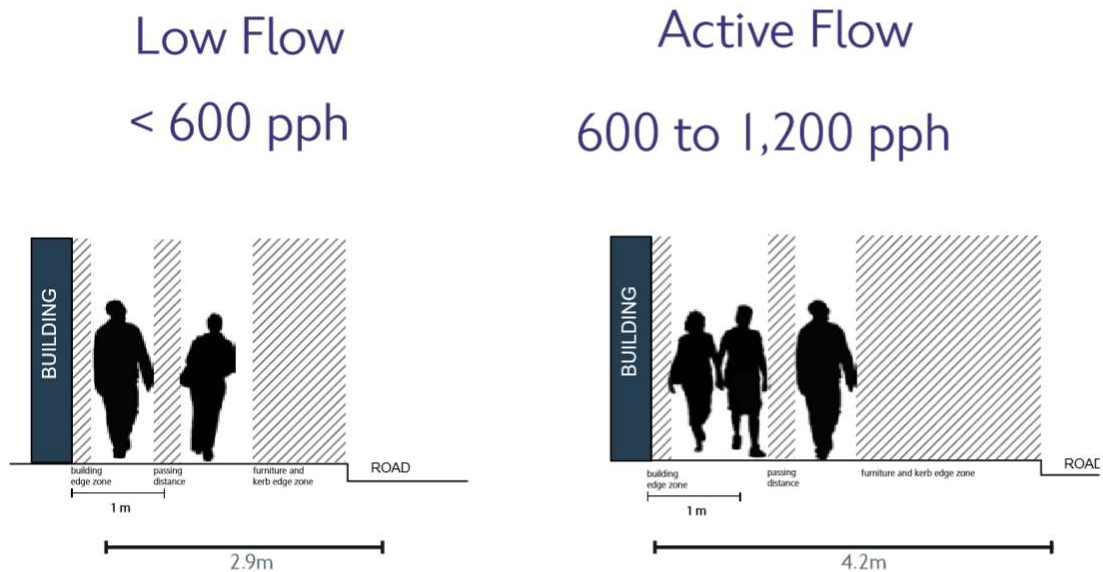 Low Flow
< 600 pph
BUILDING
building
edge zone
passing
distance
furniture and
kerb edge zone
ROAD
1 m
2.9m
Active Flow
600 to 1,200 pph
BUILDING
building
edge zone
passing
distance
furniture and kerb edge zone
ROAD
1 m
4.2m